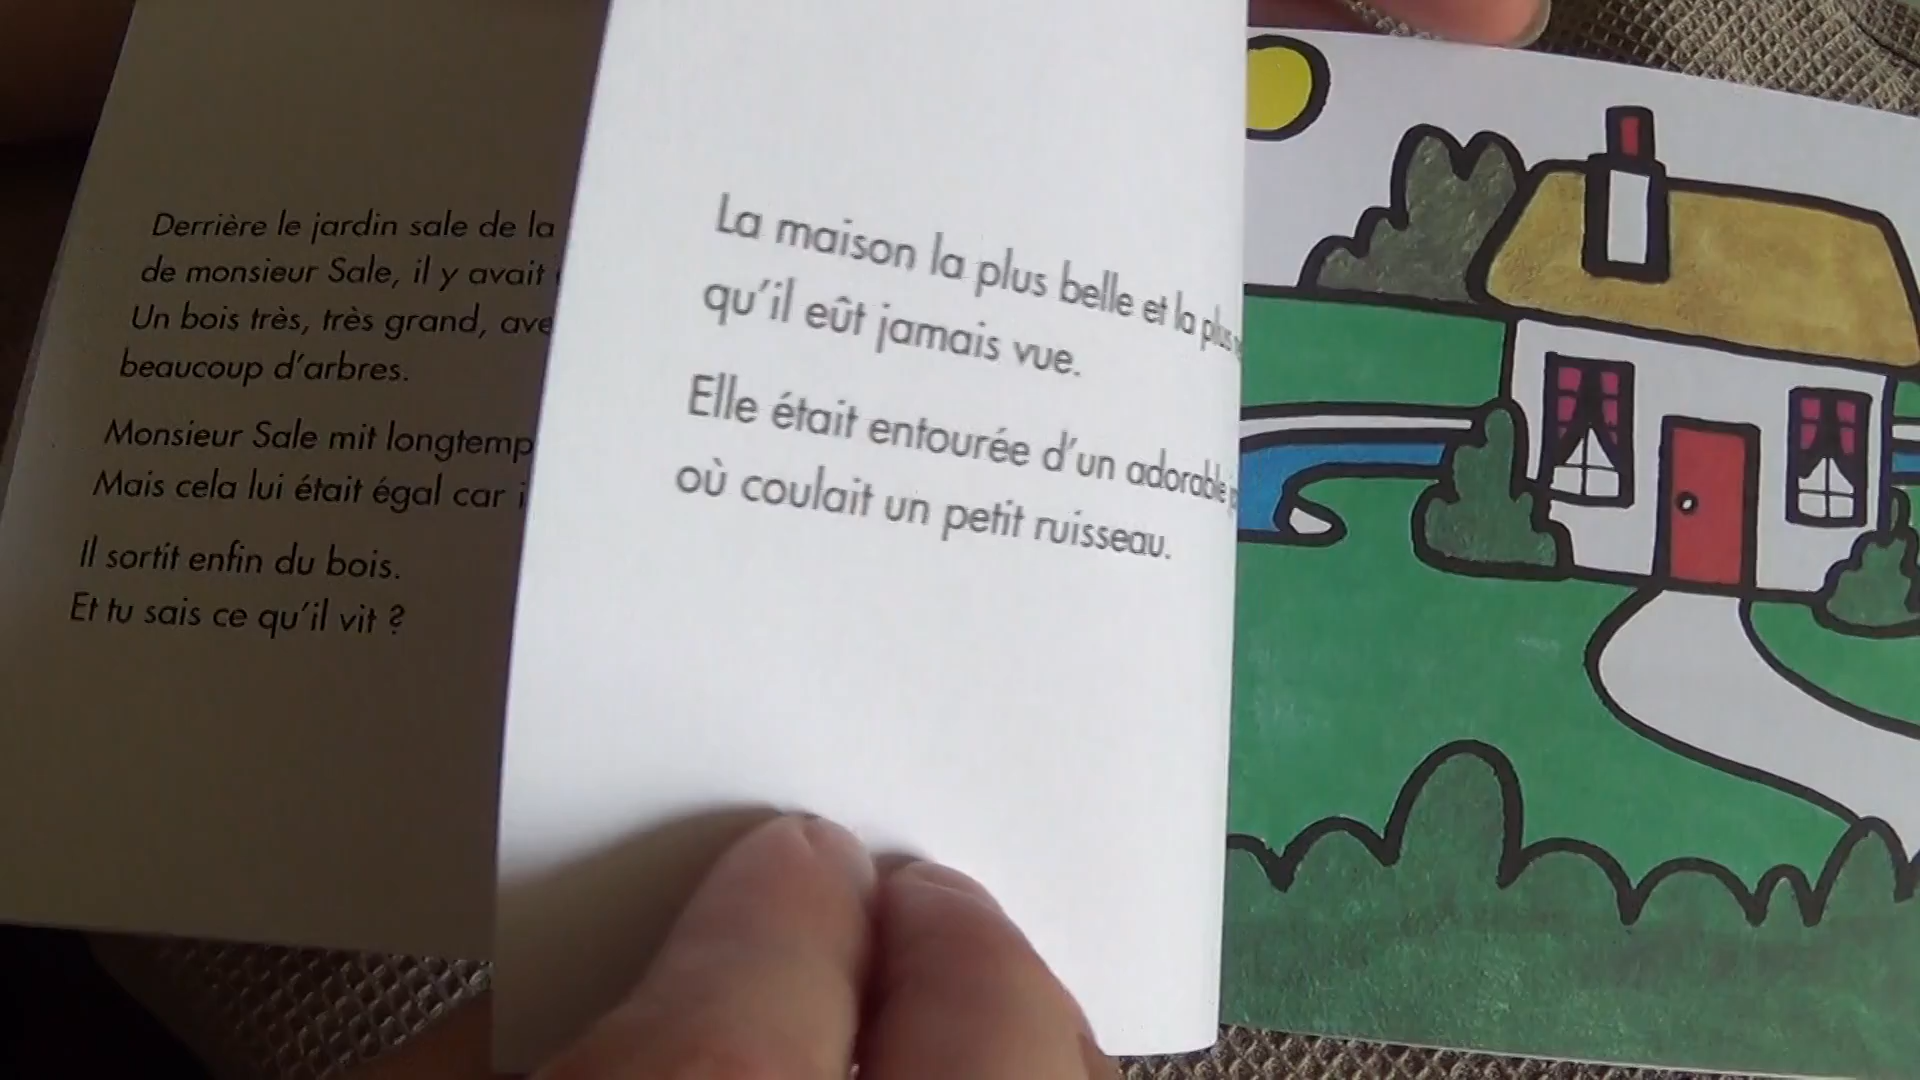 Derrière le jardin sale de la
de monsieur Sale, il y avait
Un bois très, très grand,
beaucoup d'arbres.
Monsieur Sale mit
Mais cela lui était égal car
Il sortit enfin du bois.
Et tu sais ce qu'il vit ?
La maison la plus belle et la plus
qu'il eût jamais vue.
Elle était entourée d'un adorable
où coulait un petit ruisseau.